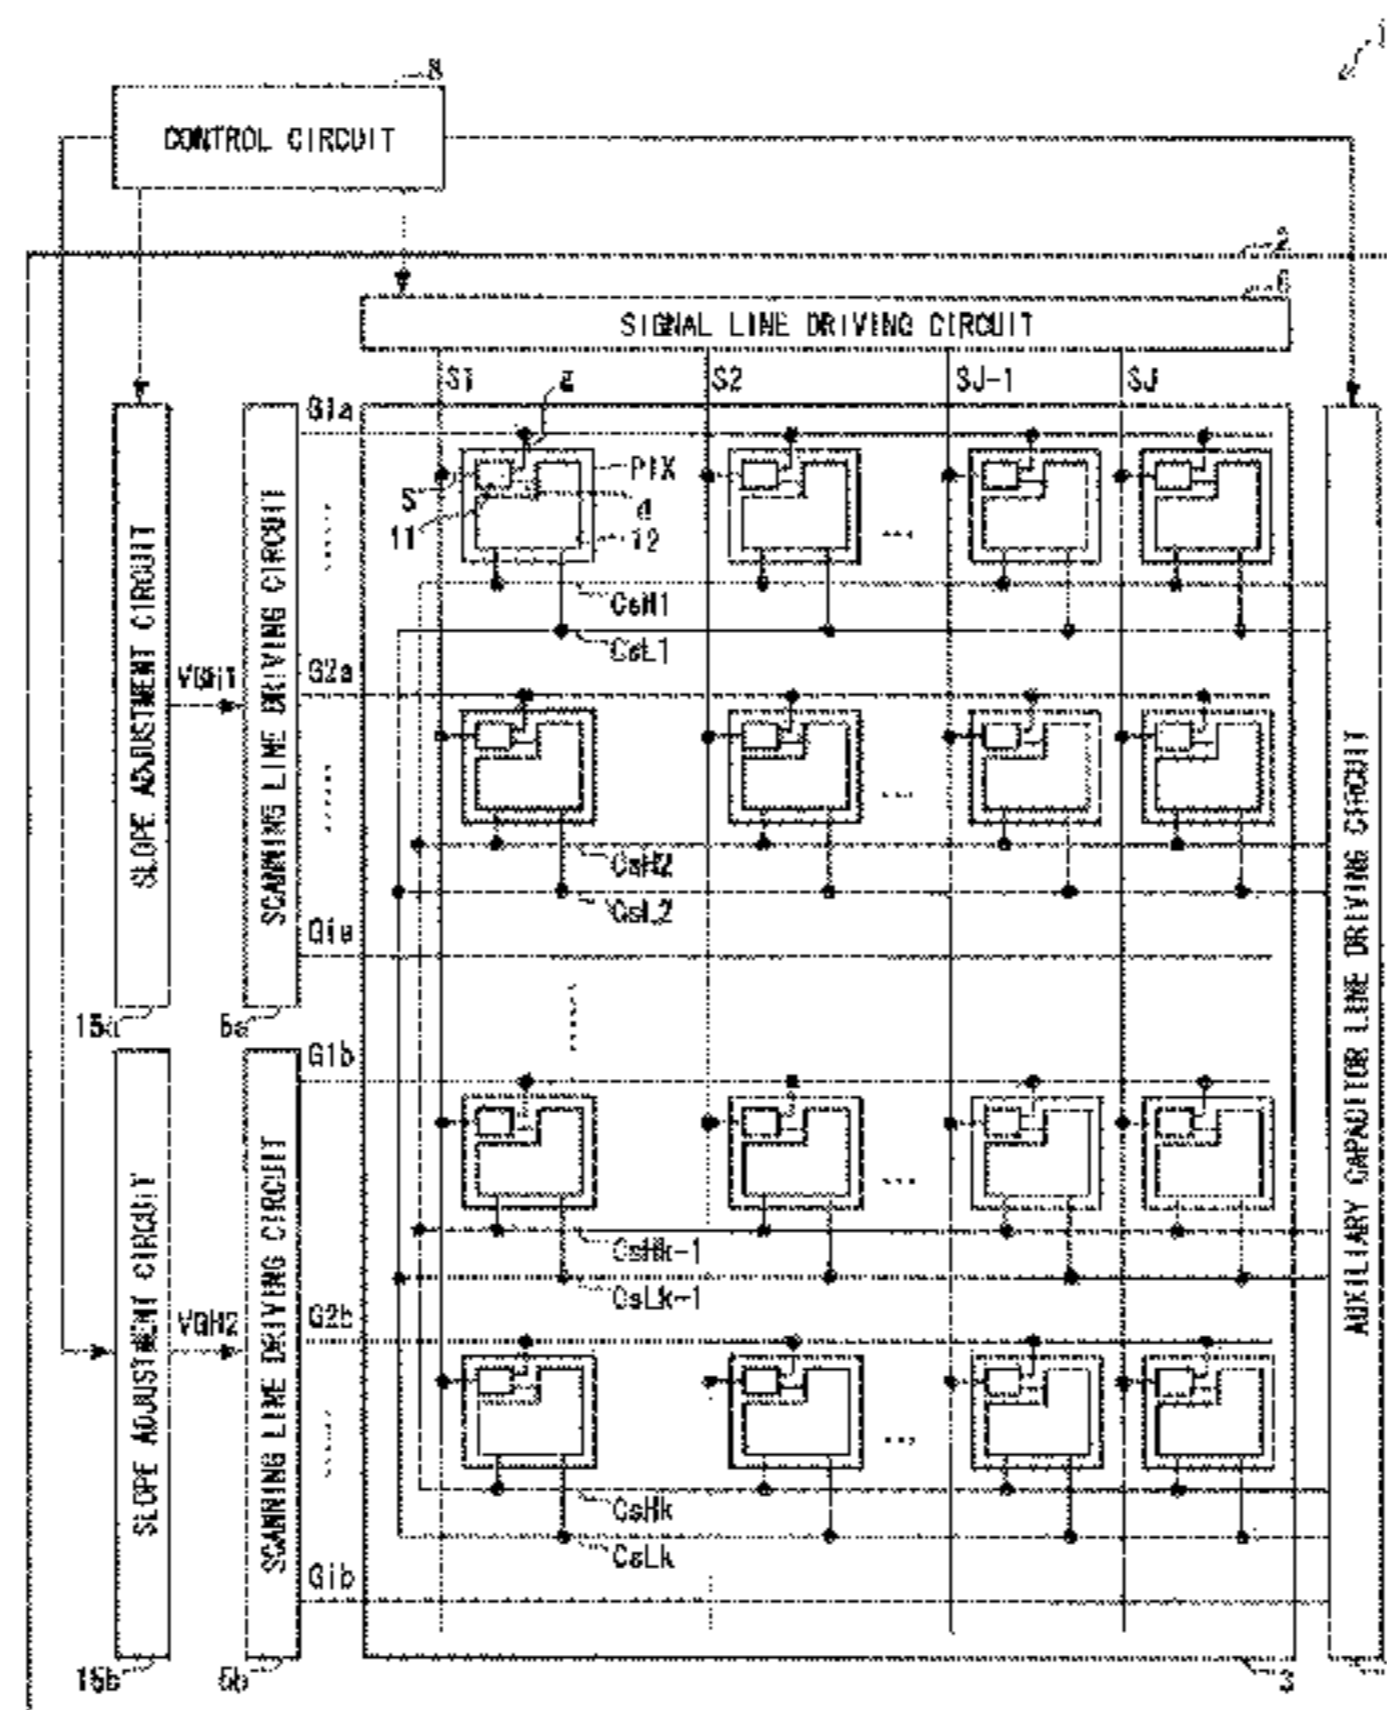 1
8
CONTROL CIRCUIT
2
6
SIGNAL LINE DRIVING CIRCUIT
S1
g
S2
SJ-1
SJ
G1a
PIX
S
d
11
12
CsH1
CsL1
SLOPE ADJUSTMENT CIRCUIT
VGH1
SCANNING LINE DRIVING CIRCUIT
G2a
CsH2
CsL2
Gia
15a
5a
AUXILIARY CAPACITOR LINE DRIVING CIRCUIT
G1b
CsHk-1
CsLk-1
SLOPE ADJUSTMENT CIRCUIT
VGH2
SCANNING LINE DRIVING CIRCUIT
G2b
CsHk
CsLk
Gib
15b
5b
3